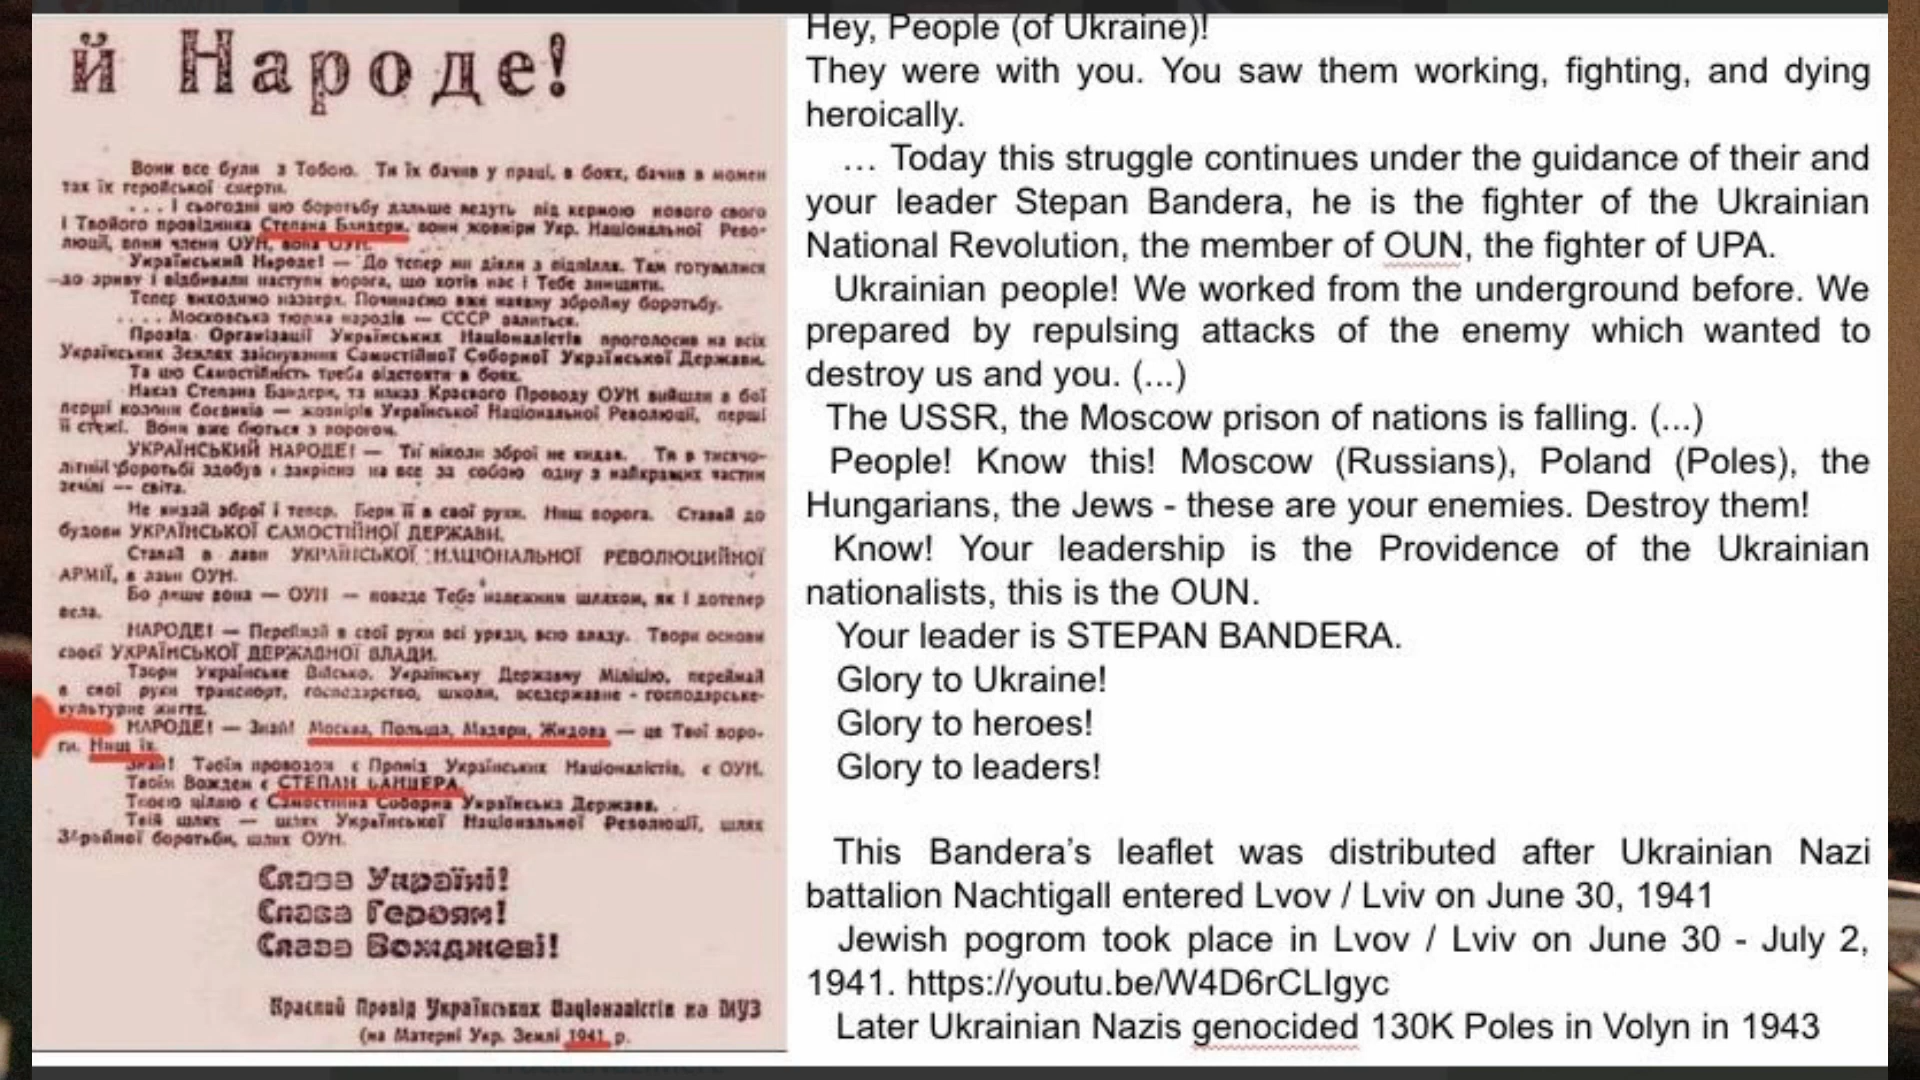 й Народе!
Вони все були з Тобою. Ти їх бачив у праці, в боях, бачив в момен
тах їх геройської смерти.
. . . І сьогодні цю боротьбу дальше ведуть під кермою нового свого
і Твойого провідника Степана Бандери, вони жовніри Укр. Національної Рево-
люції, вони члени ОУН, вона ОУН.
Український Народе! — До тепер ми діяли з підпілля. Там готувалися
до зриву і відбивали наступи ворога, що хотів нас і Тебе знищити.
Тепер виходимо назверх. Починаємо вже наявну збройну боротьбу.
. . . . Московська тюрма народів — СССР валиться.
Провід Організації Українських Націоналістів проголосив на всіх
Українських Землях заіснування Самостійної Соборної Української Держави.
Та цю Самостійність треба відстояти в боях.
Наказ Степана Бандери, та наказ Краєвого Проводу ОУН вийшли в бої
перші колони боєвиків — жовнірів Української Національної Революції, перші
її стежі. Вони вже бються з ворогом.
УКРАЇНСЬКИЙ НАРОДЕ! — Ти ніколи зброї не кидав. Ти в тисячо-
літній боротьбі здобув і закріпив на все за собою одну з найкращих частин
землі — світа.
Не кидай зброї і тепер. Бери її в свої руки. Нищ ворога. Ставай до
будови УКРАЇНСЬКОЇ САМОСТІЙНОЇ ДЕРЖАВИ.
Ставай в лави УКРАЇНСЬКОЇ НАЦІОНАЛЬНОЇ РЕВОЛЮЦИЙНОЇ
АРМІЇ, в лави ОУН.
Бо лише вона — ОУН — поведе Тебе належним шляхом, як і дотепер
вела.
НАРОДЕ! — Перебирай в свої руки всі уряди, всю владу. Твори основи
своєї УКРАЇНСЬКОЇ ДЕРЖАВНОЇ ВЛАДИ.
Твори Українське Військо, Українську Державну Міліцію, перебирай
в свої руки транспорт, господарство, школи, вседержавне - господарське-
культурне життя.
НАРОДЕ! — Знай! Москва, Польща, Мадяри, Жидова — це Твої воро-
ги. Нищ їх.
Знай! Твоїм проводом є Провід Українських Націоналістів, є ОУН.
Твоїм Вождем є СТЕПАН БАНДЕРА.
Твоєю ціллю є Самостійна Соборна Українська Держава.
Твій шлях — шлях Української Національної Революції, шлях
Збройної боротьби, шлях ОУН.
Слава Україні!
Слава Героям!
Слава Вожджеві!
Краєвий Провід Українських Націоналістів на МУЗ
(на Матерні Укр. Землі 1941 р.
Hey, People (of Ukraine)!
They were with you. You saw them working, fighting, and dying
heroically.
… Today this struggle continues under the guidance of their and
your leader Stepan Bandera, he is the fighter of the Ukrainian
National Revolution, the member of OUN, the fighter of UPA.
Ukrainian people! We worked from the underground before. We
prepared by repulsing attacks of the enemy which wanted to
destroy us and you. (...)
The USSR, the Moscow prison of nations is falling. (...)
People! Know this! Moscow (Russians), Poland (Poles), the
Hungarians, the Jews - these are your enemies. Destroy them!
Know! Your leadership is the Providence of the Ukrainian
nationalists, this is the OUN.
Your leader is STEPAN BANDERA.
Glory to Ukraine!
Glory to heroes!
Glory to leaders!
This Bandera's leaflet was distributed after Ukrainian Nazi
battalion Nachtigall entered Lvov / Lviv on June 30, 1941
Jewish pogrom took place in Lvov / Lviv on June 30 - July 2,
1941. https://youtu.be/W4D6rCLIgyc
Later Ukrainian Nazis genocided 130K Poles in Volyn in 1943